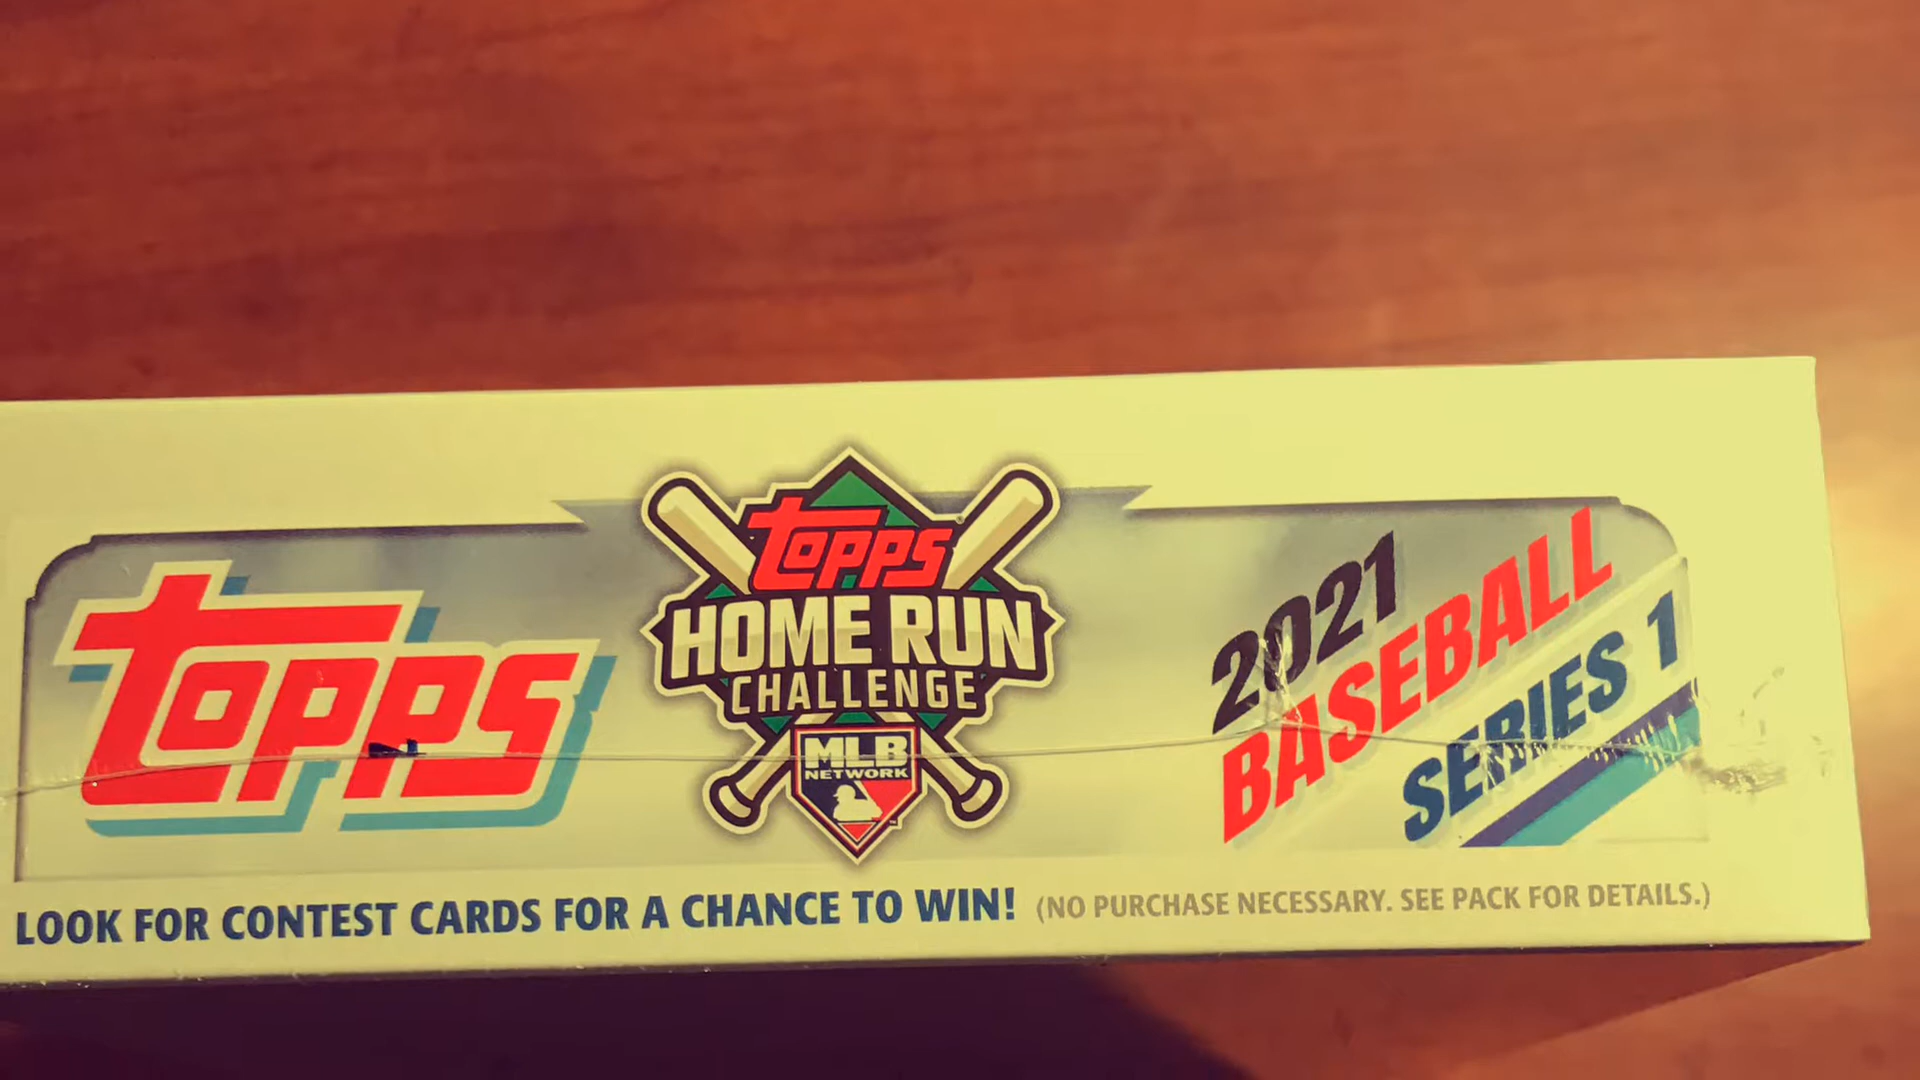 Topps
Topps
HOME RUN
CHALLENGE
MLB
NETWORK
2021
BASEBALL
SERIES 1
LOOK FOR CONTEST CARDS FOR A CHANCE TO WIN! (NO PURCHASE NECESSARY. SEE PACK FOR DETAILS.)